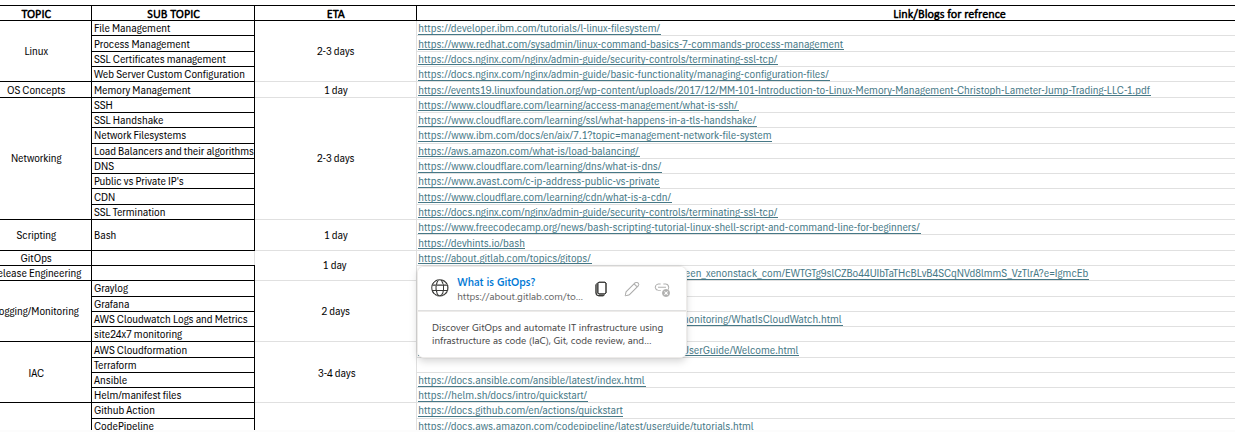 TOPIC SUB TOPIC ETA Link/Blogs for refrence
File Management https://developer.ibm.com/tutorials/l-linux-filesystem/
Linux Process Management 2-3 days https://www.redhat.com/sysadmin/linux-command-basics-7-commands-process-management
SSL Certificates management https://docs.nginx.com/nginx/admin-guide/security-controls/terminating-ssl-tcp/
Web Server Custom Configuration https://docs.nginx.com/nginx/admin-guide/basic-functionality/managing-configuration-files/
OS Concepts Memory Management 1 day https://events19.linuxfoundation.org/wp-content/uploads/2017/12/MM-101-Introduction-to-Linux-Memory-Management-Christoph-Lameter-Jump-Trading-LLC-1.pdf
SSH https://www.cloudflare.com/learning/access-management/what-is-ssh/
SSL Handshake https://www.cloudflare.com/learning/ssl/what-happens-in-a-tls-handshake/
Network Filesystems https://www.ibm.com/docs/en/aix/7.1?topic=management-network-file-system
Networking Load Balancers and their algorithms 2-3 days https://aws.amazon.com/what-is/load-balancing/
DNS https://www.cloudflare.com/learning/dns/what-is-dns/
Public vs Private IP's https://www.avast.com/c-ip-address-public-vs-private
CDN https://www.cloudflare.com/learning/cdn/what-is-a-cdn/
SSL Termination https://docs.nginx.com/nginx/admin-guide/security-controls/terminating-ssl-tcp/
Scripting Bash 1 day https://www.freecodecamp.org/news/bash-scripting-tutorial-linux-shell-script-and-command-line-for-beginners/
https://devhints.io/bash
GitOps 1 day https://about.gitlab.com/topics/gitops/
elease Engineering een_xenonstack_com/EWTGTg9slCZBo44UIbTaTHcBLvB4SCqNVd8lmmS_VzTlrA?e=IgmcEb
What is GitOps?
https://about.gitlab.com/to...
Discover GitOps and automate IT infrastructure using
infrastructure as code (IaC), Git, code review, and...
Graylog
ogging/Monitoring Grafana 2 days
AWS Cloudwatch Logs and Metrics onitoring/WhatIsCloudWatch.html
site24x7 monitoring
AWS Cloudformation UserGuide/Welcome.html
IAC Terraform 3-4 days
Ansible https://docs.ansible.com/ansible/latest/index.html
Helm/manifest files https://helm.sh/docs/intro/quickstart/
Github Action https://docs.github.com/en/actions/quickstart
CodePipeline https://docs.aws.amazon.com/codepipeline/latest/userguide/tutorials.html